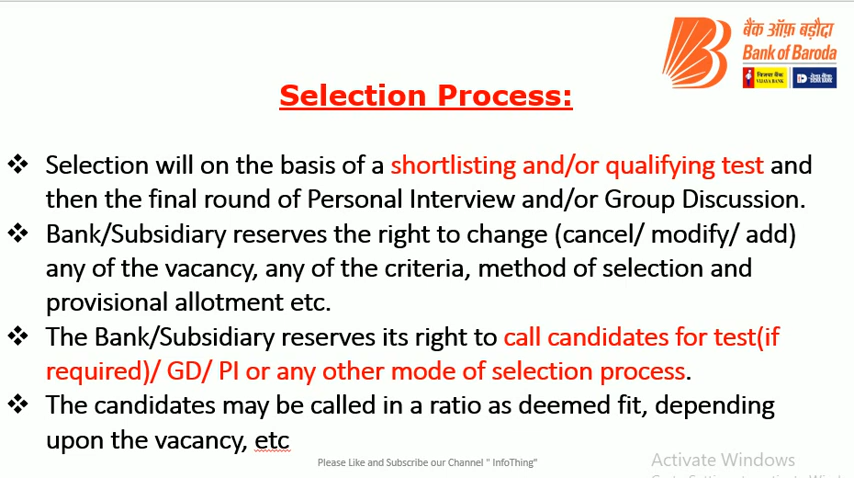 बैंक ऑफ़ बड़ौदा
Bank of Baroda
विजया बैंक
VIJAYA BANK
DENA BANK
Selection Process:
❖ Selection will on the basis of a shortlisting and/or qualifying test and
then the final round of Personal Interview and/or Group Discussion.
❖ Bank/Subsidiary reserves the right to change (cancel/ modify/ add)
any of the vacancy, any of the criteria, method of selection and
provisional allotment etc.
❖ The Bank/Subsidiary reserves its right to call candidates for test(if
required)/ GD/ PI or any other mode of selection process.
❖ The candidates may be called in a ratio as deemed fit, depending
upon the vacancy, etc
Please Like and Subscribe our Channel " InfoThing"
Activate Windows